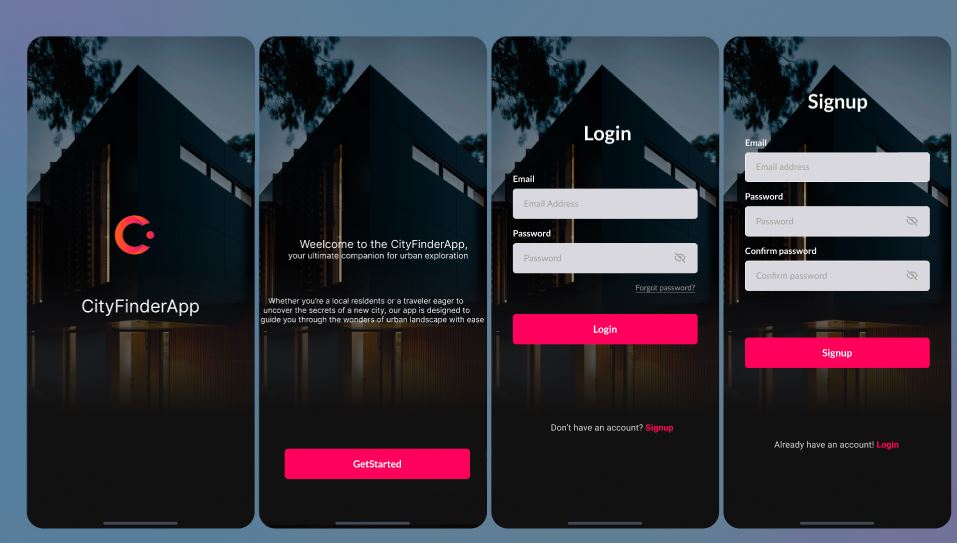 CityFinderApp
Weelcome to the CityFinderApp,
your ultimate companion for urban exploration
Whether you're a local residents or a traveler eager to
uncover the secrets of a new city, our app is designed to
guide you through the wonders of urban landscape with ease
GetStarted
Login
Email
Email Address
Password
Password
Forgot password?
Login
Don't have an account? Signup
Signup
Email
Email address
Password
Password
Confirm password
Confirm password
Signup
Already have an account! Login